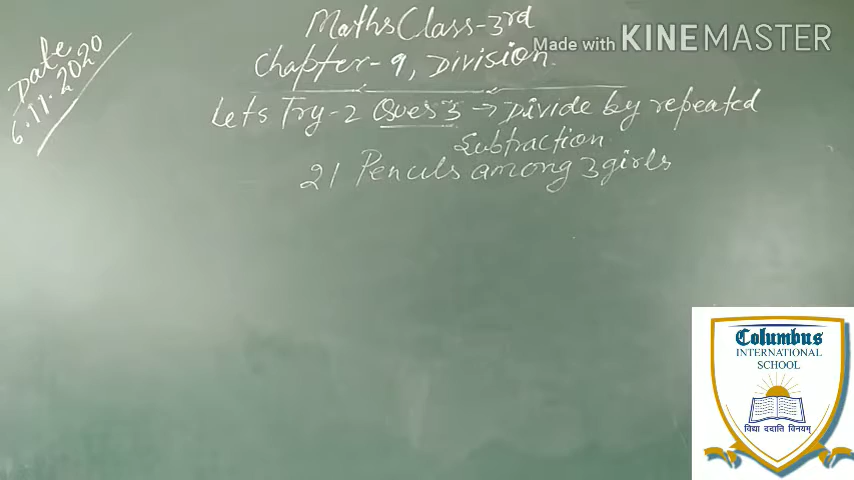 Maths Class-3rd
Made with KINEMASTER
Date
6.11.2020
Chapter-9, Division.
Lets Try-2 Ques 3 → Divide by repeated
Subtraction
21 Pencils among 3 girls
Columbus
INTERNATIONAL
SCHOOL
विद्या ददाति विनयम्